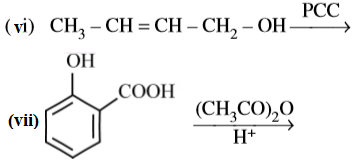 (vi) CH₃ – CH = CH – CH₂ – OH PCC
OH
COOH
(vii) (CH₃CO)₂O
H⁺